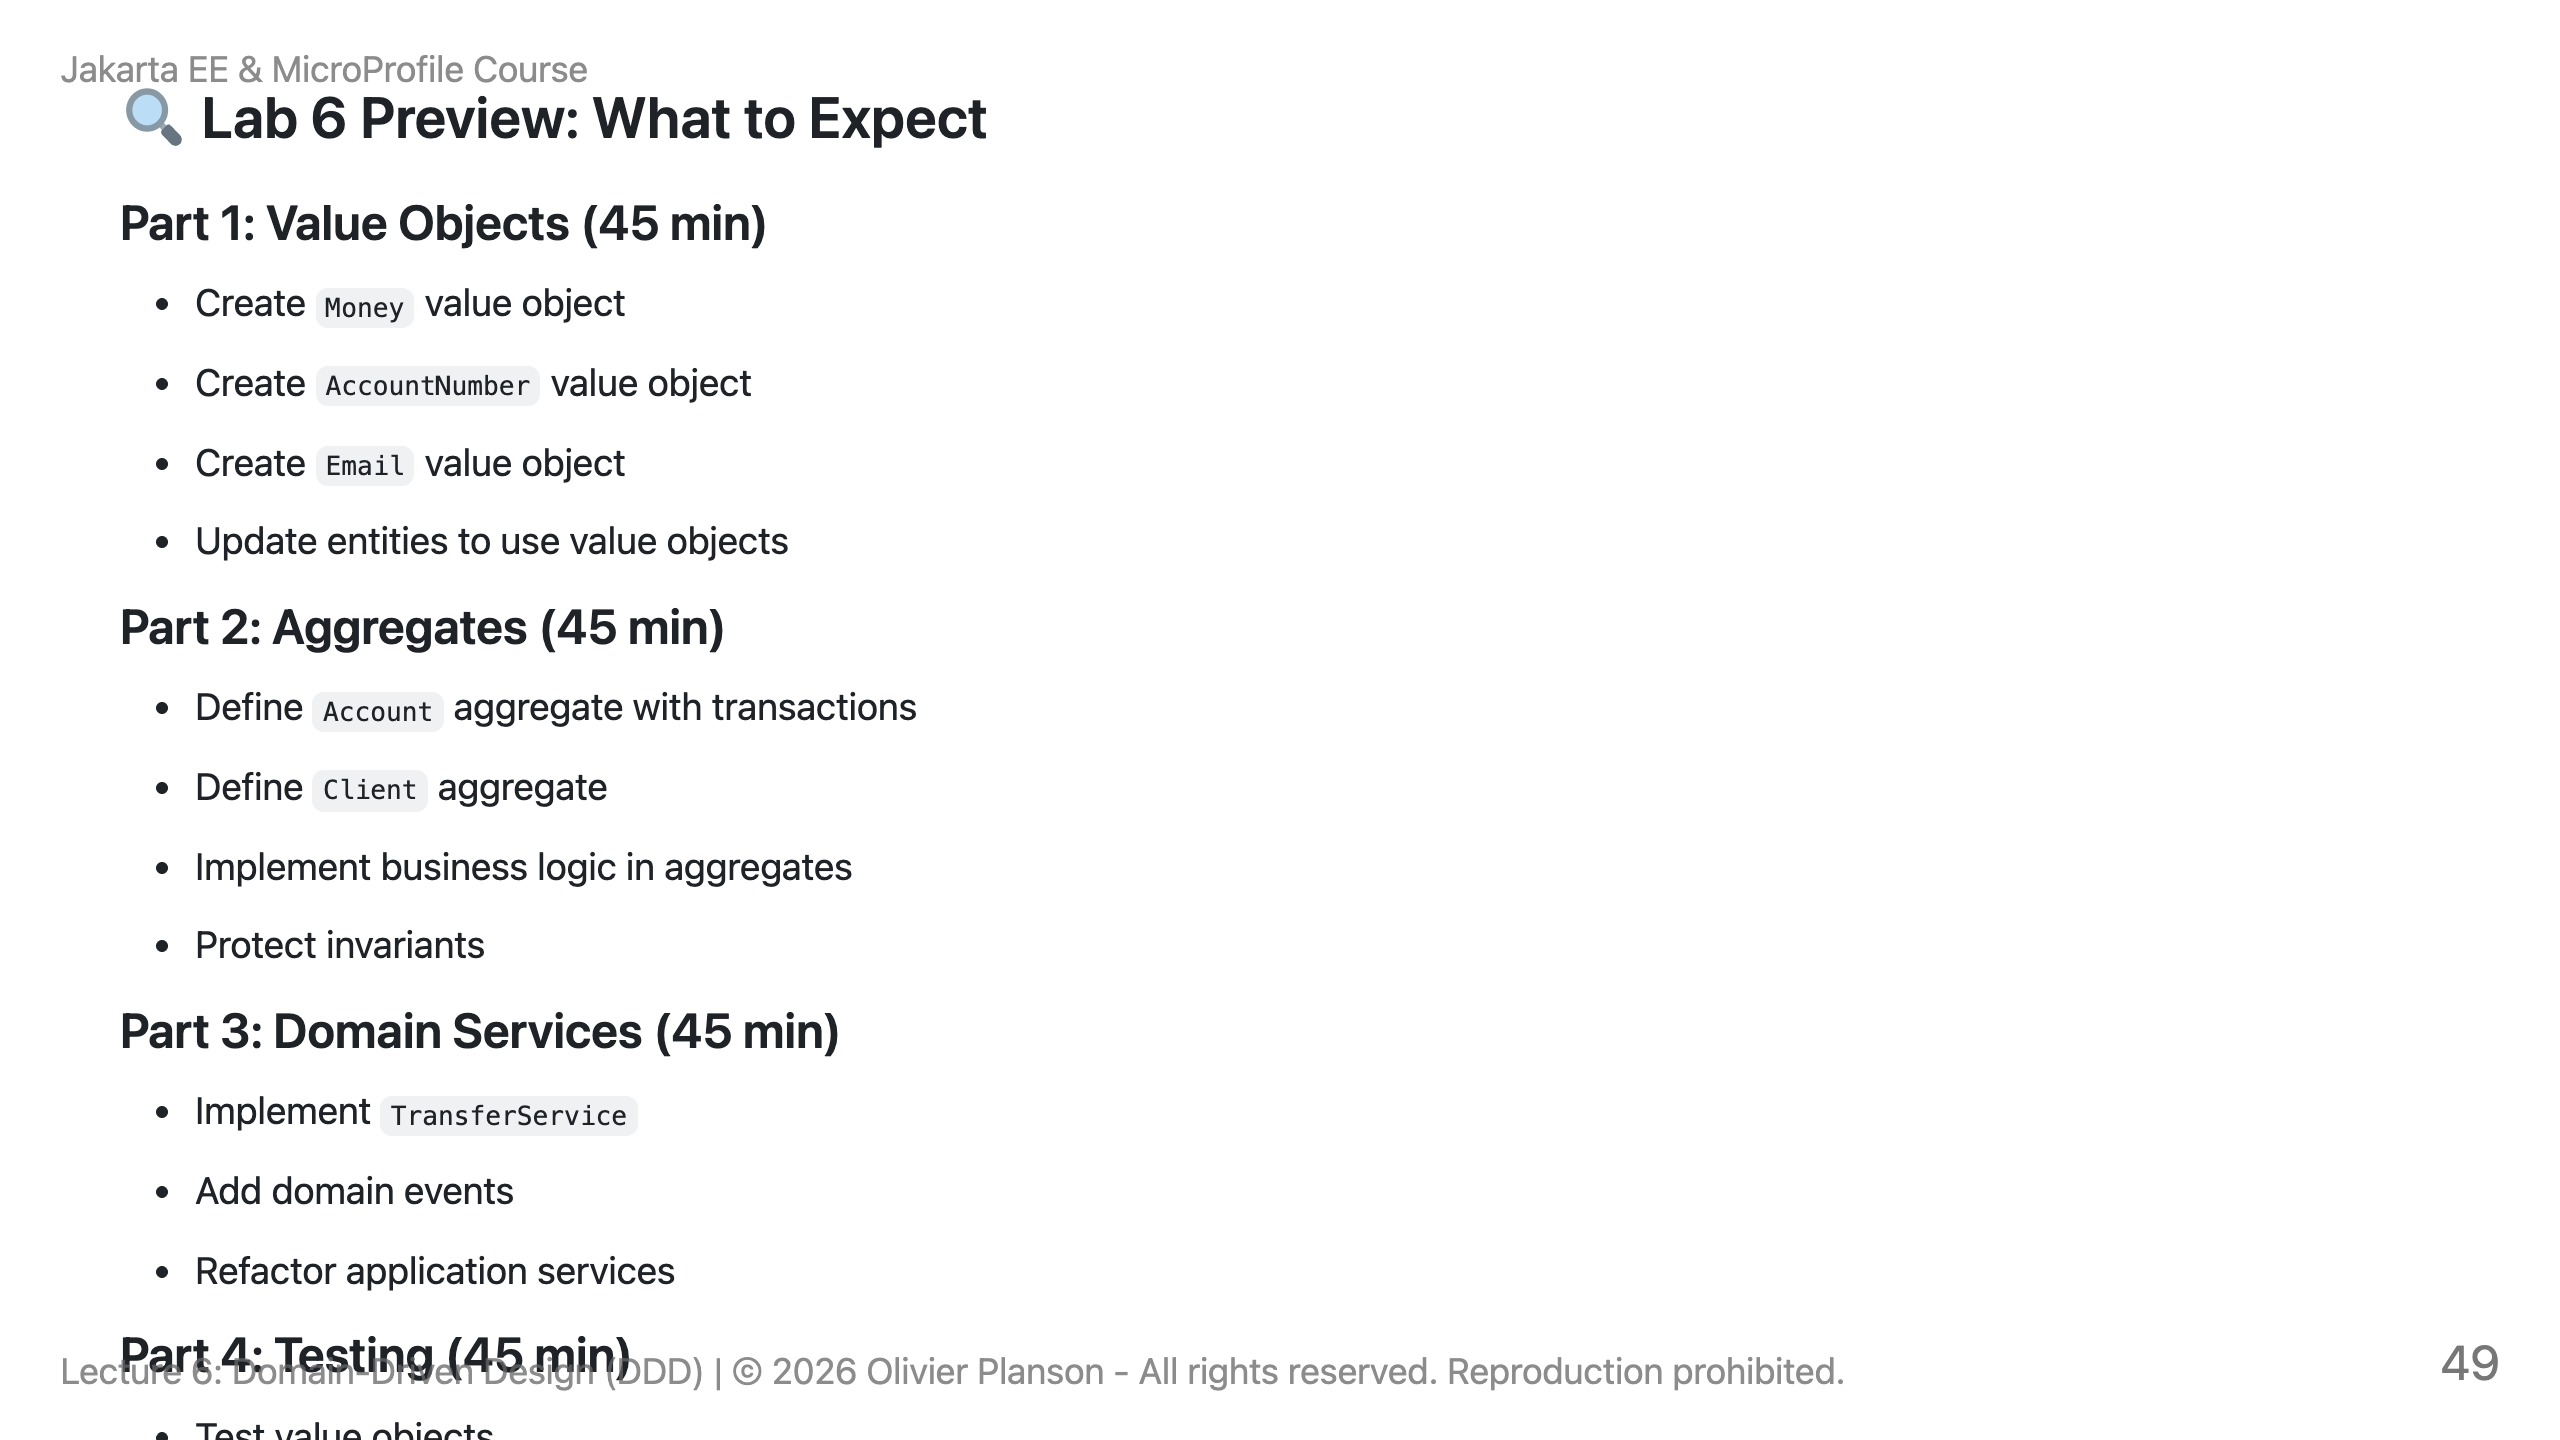 Jakarta EE & MicroProfile Course
🔍 Lab 6 Preview: What to Expect
Part 1: Value Objects (45 min)
• Create Money value object
• Create AccountNumber value object
• Create Email value object
• Update entities to use value objects
Part 2: Aggregates (45 min)
• Define Account aggregate with transactions
• Define Client aggregate
• Implement business logic in aggregates
• Protect invariants
Part 3: Domain Services (45 min)
• Implement TransferService
• Add domain events
• Refactor application services
Part 4: Testing (45 min)
Lecture 6: Domain-Driven Design (DDD) | © 2026 Olivier Planson - All rights reserved. Reproduction prohibited.
49
• Test value objects